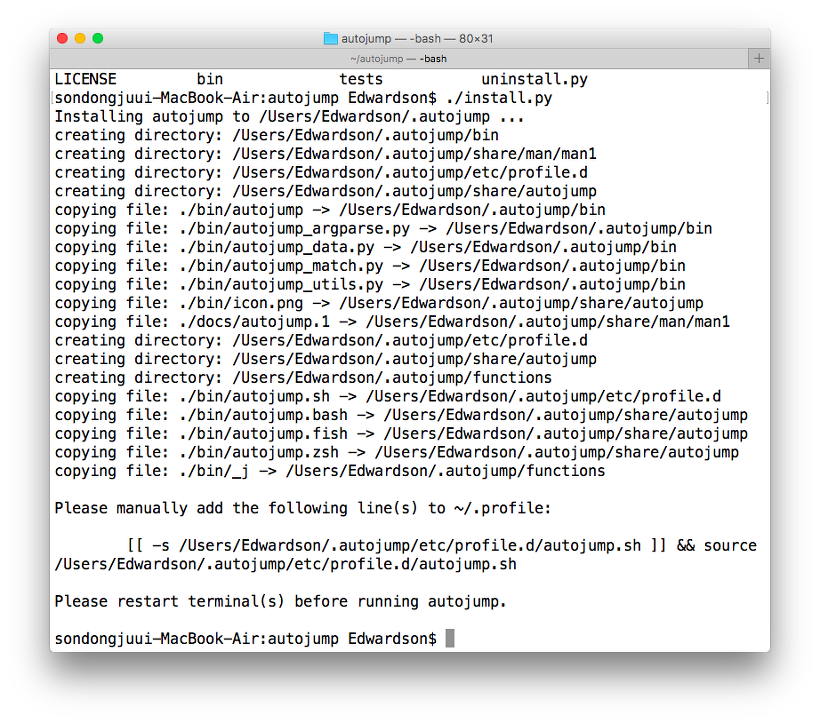 autojump — -bash — 80×31
~/autojump — -bash
LICENSE bin tests uninstall.py
sondongjuui-MacBook-Air:autojump Edwardson$ ./install.py
Installing autojump to /Users/Edwardson/.autojump ...
creating directory: /Users/Edwardson/.autojump/bin
creating directory: /Users/Edwardson/.autojump/share/man/man1
creating directory: /Users/Edwardson/.autojump/etc/profile.d
creating directory: /Users/Edwardson/.autojump/share/autojump
copying file: ./bin/autojump -> /Users/Edwardson/.autojump/bin
copying file: ./bin/autojump_argparse.py -> /Users/Edwardson/.autojump/bin
copying file: ./bin/autojump_data.py -> /Users/Edwardson/.autojump/bin
copying file: ./bin/autojump_match.py -> /Users/Edwardson/.autojump/bin
copying file: ./bin/autojump_utils.py -> /Users/Edwardson/.autojump/bin
copying file: ./bin/icon.png -> /Users/Edwardson/.autojump/share/autojump
copying file: ./docs/autojump.1 -> /Users/Edwardson/.autojump/share/man/man1
creating directory: /Users/Edwardson/.autojump/etc/profile.d
creating directory: /Users/Edwardson/.autojump/share/autojump
creating directory: /Users/Edwardson/.autojump/functions
copying file: ./bin/autojump.sh -> /Users/Edwardson/.autojump/etc/profile.d
copying file: ./bin/autojump.bash -> /Users/Edwardson/.autojump/share/autojump
copying file: ./bin/autojump.fish -> /Users/Edwardson/.autojump/share/autojump
copying file: ./bin/autojump.zsh -> /Users/Edwardson/.autojump/share/autojump
copying file: ./bin/_j -> /Users/Edwardson/.autojump/functions
Please manually add the following line(s) to ~/.profile:
[[ -s /Users/Edwardson/.autojump/etc/profile.d/autojump.sh ]] && source
/Users/Edwardson/.autojump/etc/profile.d/autojump.sh
Please restart terminal(s) before running autojump.
sondongjuui-MacBook-Air:autojump Edwardson$